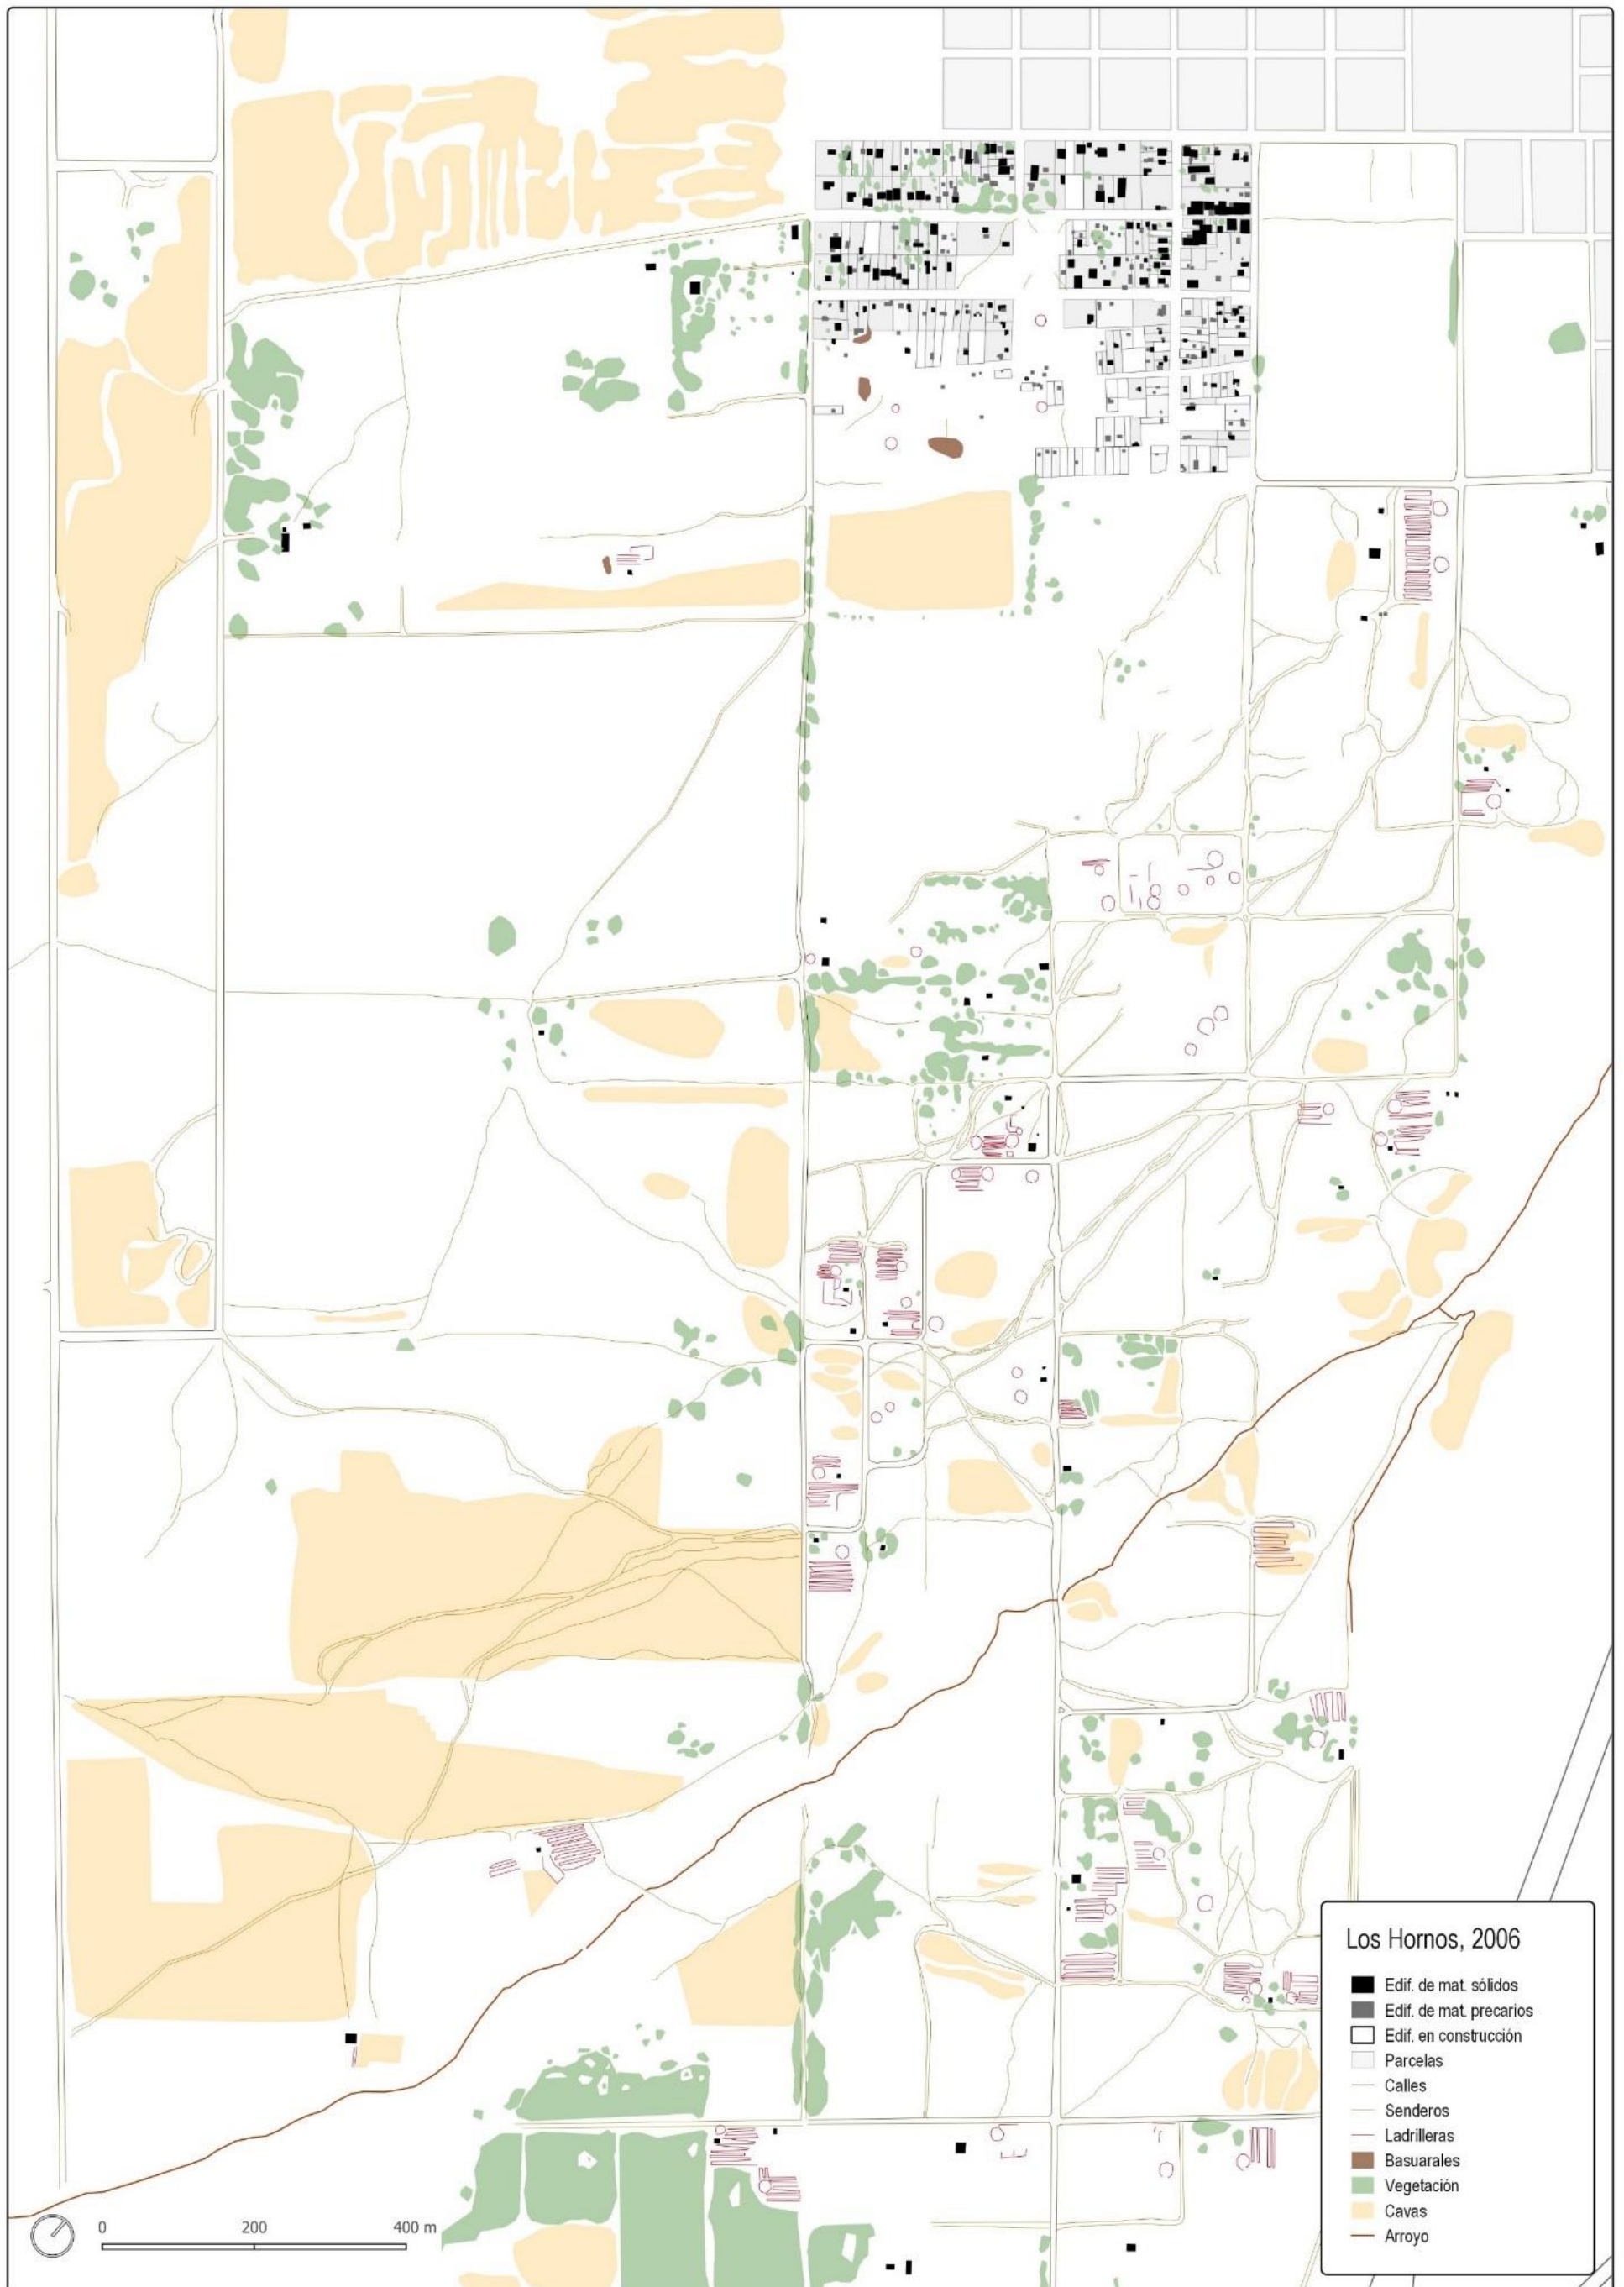 Los Hornos, 2006
Edif. de mat. sólidos
Edif. de mat. precarios
Edif. en construcción
Parcelas
Calles
Senderos
Ladrilleras
Basuarales
Vegetación
Cavas
Arroyo
0 200 400 m